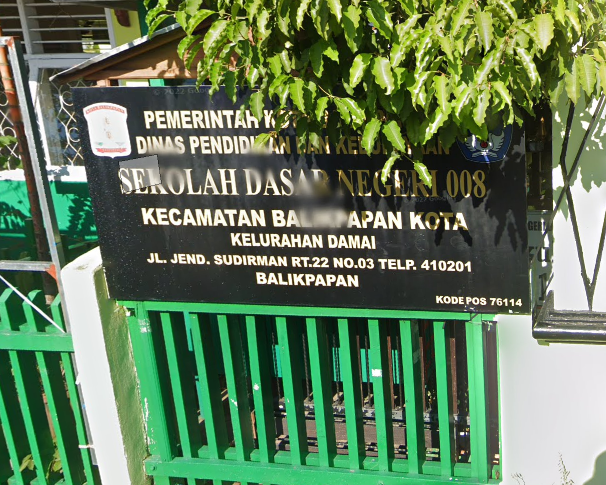 PEMERINTAH
DINAS PENDIDIKAN DAN
SEKOLAH DASAR NEGERI 008
KECAMATAN BALIKPAPAN KOTA
KELURAHAN DAMAI
JL. JEND. SUDIRMAN RT.22 NO.03 TELP. 410201
BALIKPAPAN
KODE POS 76114